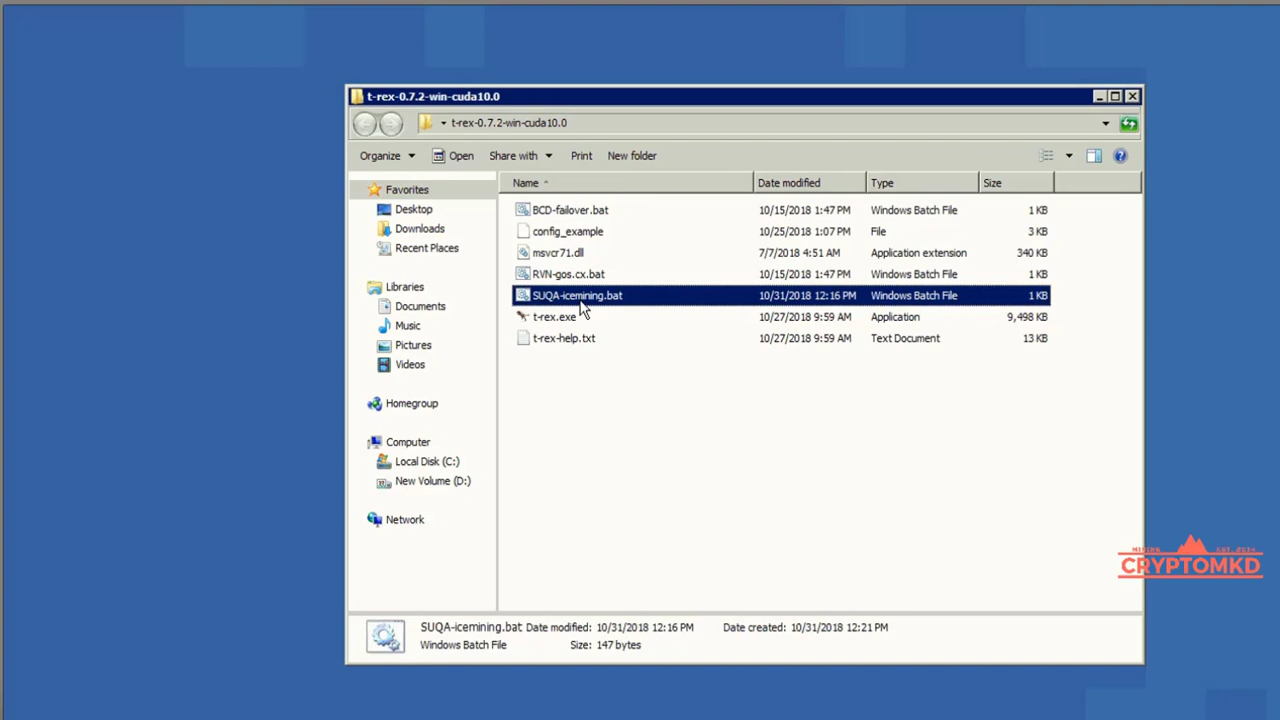 t-rex-0.7.2-win-cuda10.0
t-rex-0.7.2-win-cuda10.0
Organize Open Share with Print New folder
Name Date modified Type Size
Favorites
Desktop
Downloads
Recent Places
Libraries
Documents
Music
Pictures
Videos
Homegroup
Computer
Local Disk (C:)
New Volume (D:)
Network
BCD-failover.bat 10/15/2018 1:47 PM Windows Batch File 1 KB
config_example 10/25/2018 1:07 PM File 3 KB
msvcr71.dll 7/7/2018 4:51 AM Application extension 340 KB
RVN-gos.cx.bat 10/15/2018 1:47 PM Windows Batch File 1 KB
SUQA-icemining.bat 10/31/2018 12:16 PM Windows Batch File 1 KB
t-rex.exe 10/27/2018 9:59 AM Application 9,498 KB
t-rex-help.txt 10/27/2018 9:59 AM Text Document 13 KB
CRYPTOMKD
SUQA-icemining.bat Date modified: 10/31/2018 12:16 PM Date created: 10/31/2018 12:21 PM
Windows Batch File Size: 147 bytes